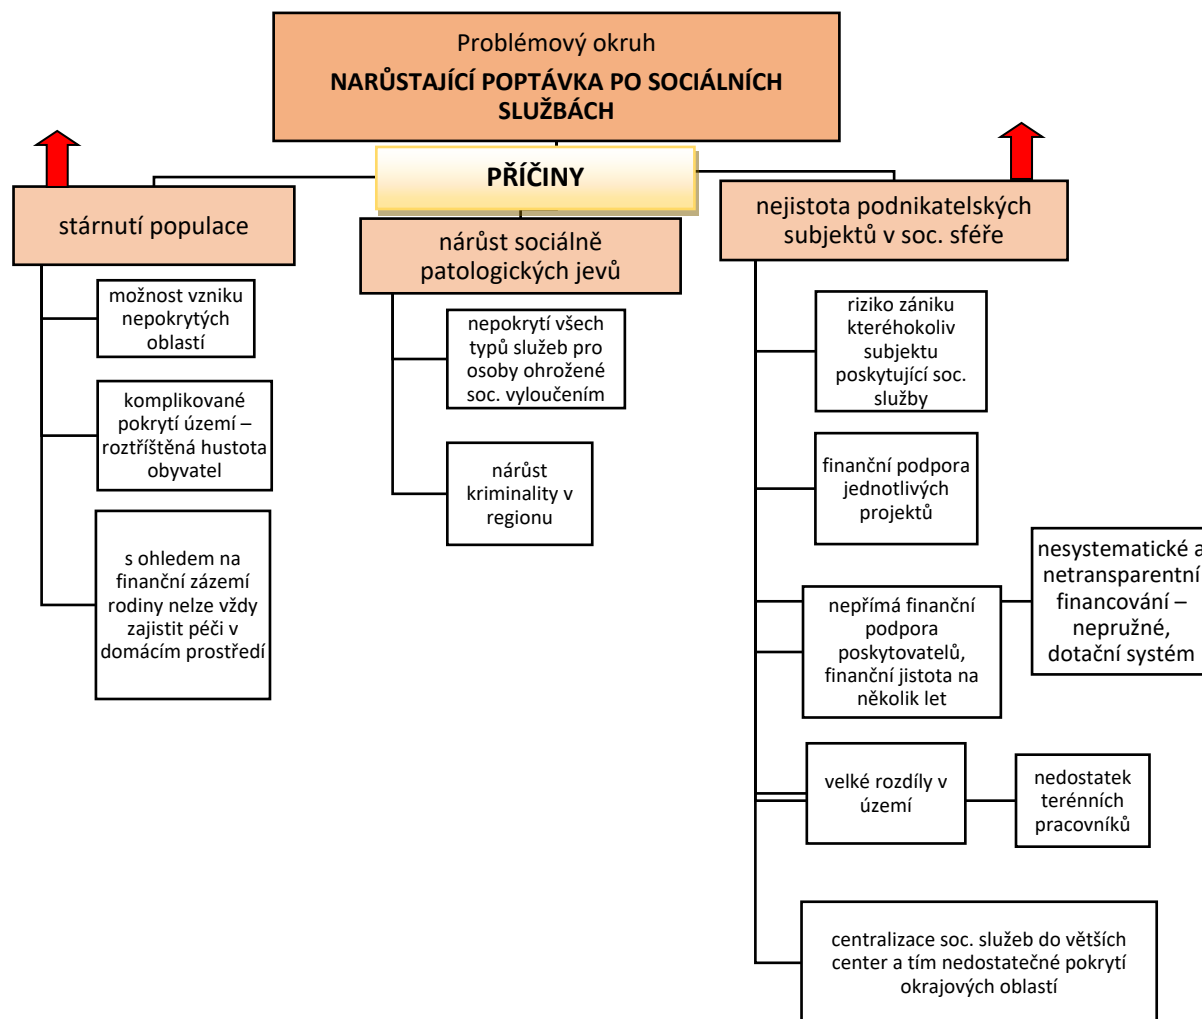 Problémový okruh
NARŮSTAJÍCÍ POPTÁVKA PO SOCIÁLNÍCH
SLUŽBÁCH
PŘÍČINY
stárnutí populace
možnost vzniku
nepokrytých
oblastí
komplikované
pokrytí území –
roztříštěná hustota
obyvatel
s ohledem na
finanční zázemí
rodiny nelze vždy
zajistit péči v
domácím prostředí
nárůst sociálně
patologických jevů
nepokrytí všech
typů služeb pro
osoby ohrožené
soc. vyloučením
nárůst
kriminality v
regionu
nejistota podnikatelských
subjektů v soc. sféře
riziko zániku
kteréhokoliv
subjektu
poskytující soc.
služby
finanční podpora
jednotlivých
projektů
nepřímá finanční
podpora
poskytovatelů,
finanční jistota na
několik let
nesystematické a
netransparentní
financování –
nepružné,
dotační systém
velké rozdíly v
území
nedostatek
terénních
pracovníků
centralizace soc. služeb do větších
center a tím nedostatečné pokrytí
okrajových oblastí